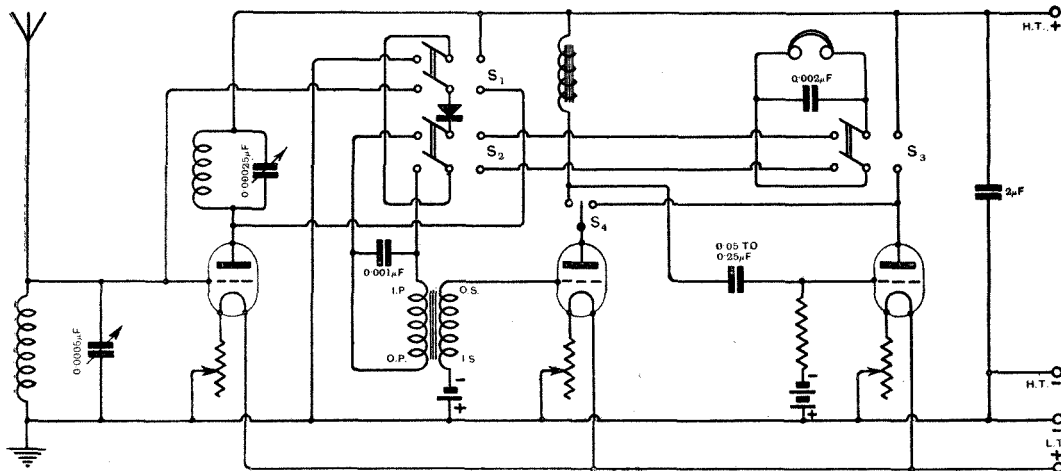 H.T. +
S1
0·002μF
0·00025μF
S2
S3
2μF
S4
0·001μF
0·05 TO
0·25μF
I.P.
O.S.
0·0005μF
O.P.
I.S
-
+
-
+
-
H.T.
-
L.T
+